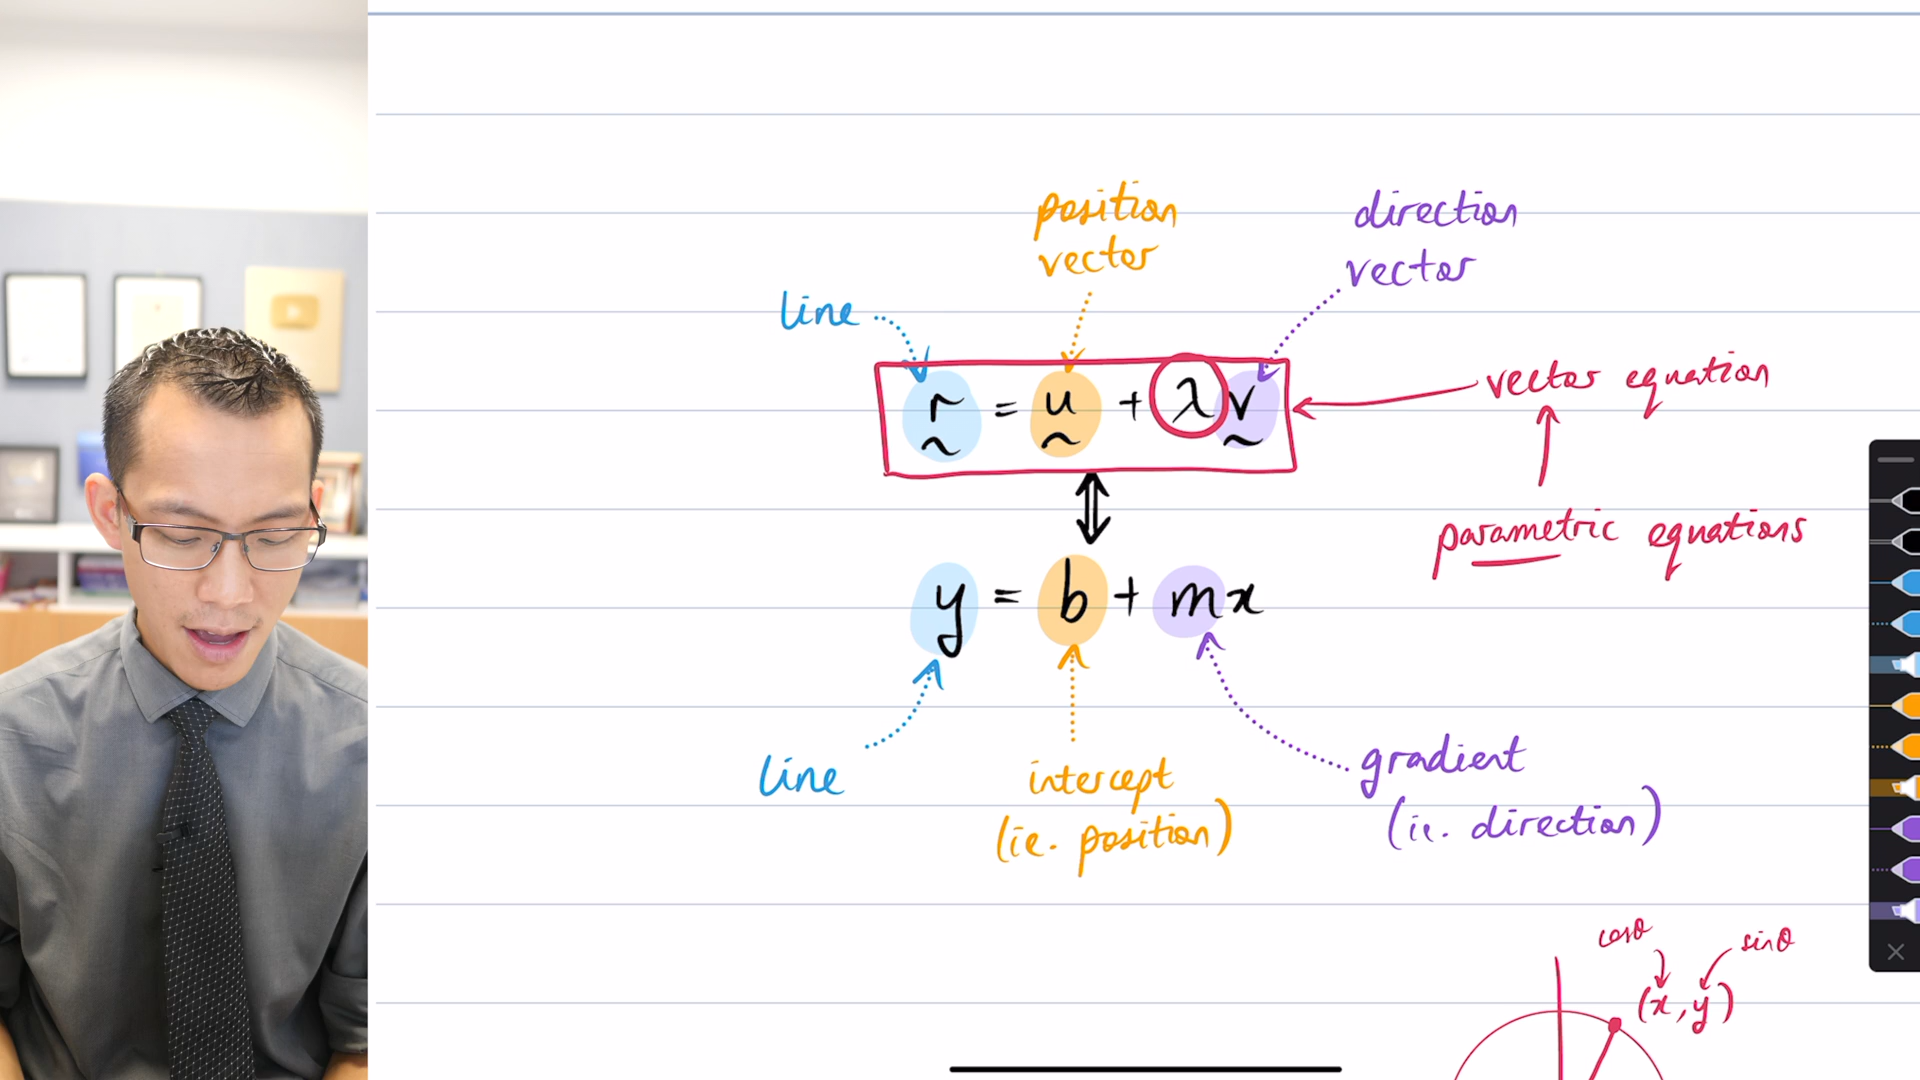 position
vector
direction
vector
line
r = u + λv
vector equation
parametric equations
y = b + mx
line
intercept
(ie. position)
gradient
(ie. direction)
cosθ
sinθ
(x, y)